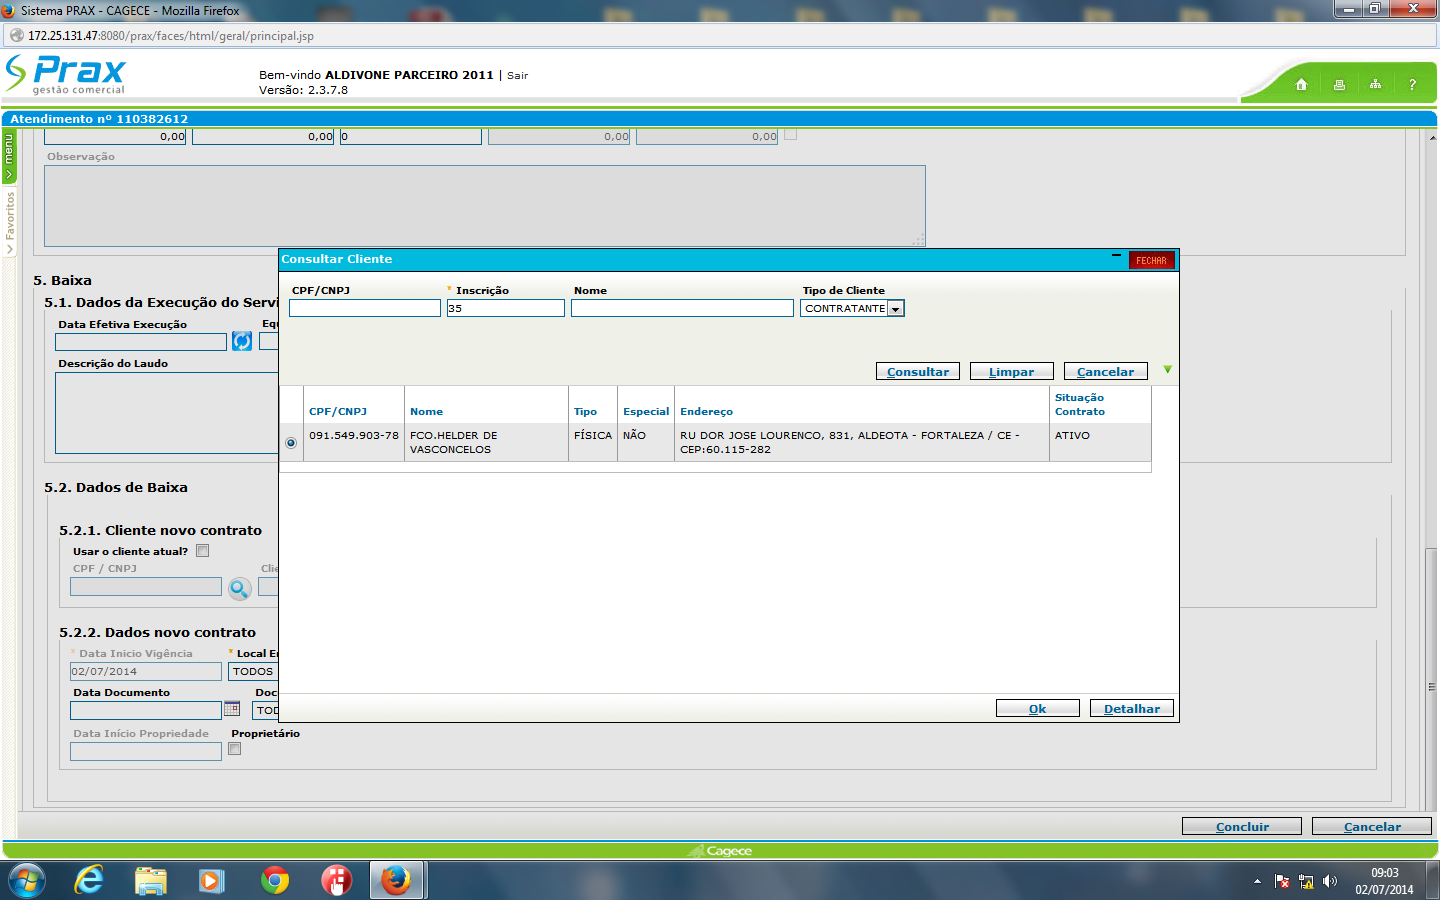 Sistema PRAX - CAGECE - Mozilla Firefox
172.25.131.47:8080/prax/faces/html/geral/principal.jsp
Prax
gestão comercial
Bem-vindo ALDIVONE PARCEIRO 2011 | Sair
Versão: 2.3.7.8
?
Atendimento nº 110382612
menu
Favoritos
0,00 0,00 0 0,00 0,00
Observação
Consultar Cliente
FECHAR
CPF/CNPJ * Inscrição Nome Tipo de Cliente
35 CONTRATANTE
Consultar Limpar Cancelar
CPF/CNPJ Nome Tipo Especial Endereço Situação Contrato
091.549.903-78 FCO.HELDER DE VASCONCELOS FÍSICA NÃO RU DOR JOSE LOURENCO, 831, ALDEOTA - FORTALEZA / CE - CEP:60.115-282 ATIVO
Ok Detalhar
5. Baixa
5.1. Dados da Execução do Servi
Data Efetiva Execução Equ
Descrição do Laudo
5.2. Dados de Baixa
5.2.1. Cliente novo contrato
Usar o cliente atual?
CPF / CNPJ Clie
5.2.2. Dados novo contrato
* Data Inicio Vigência * Local En
02/07/2014 TODOS
Data Documento Doc
TOD
Data Início Propriedade Proprietário
Concluir Cancelar
Cagece
09:03
02/07/2014